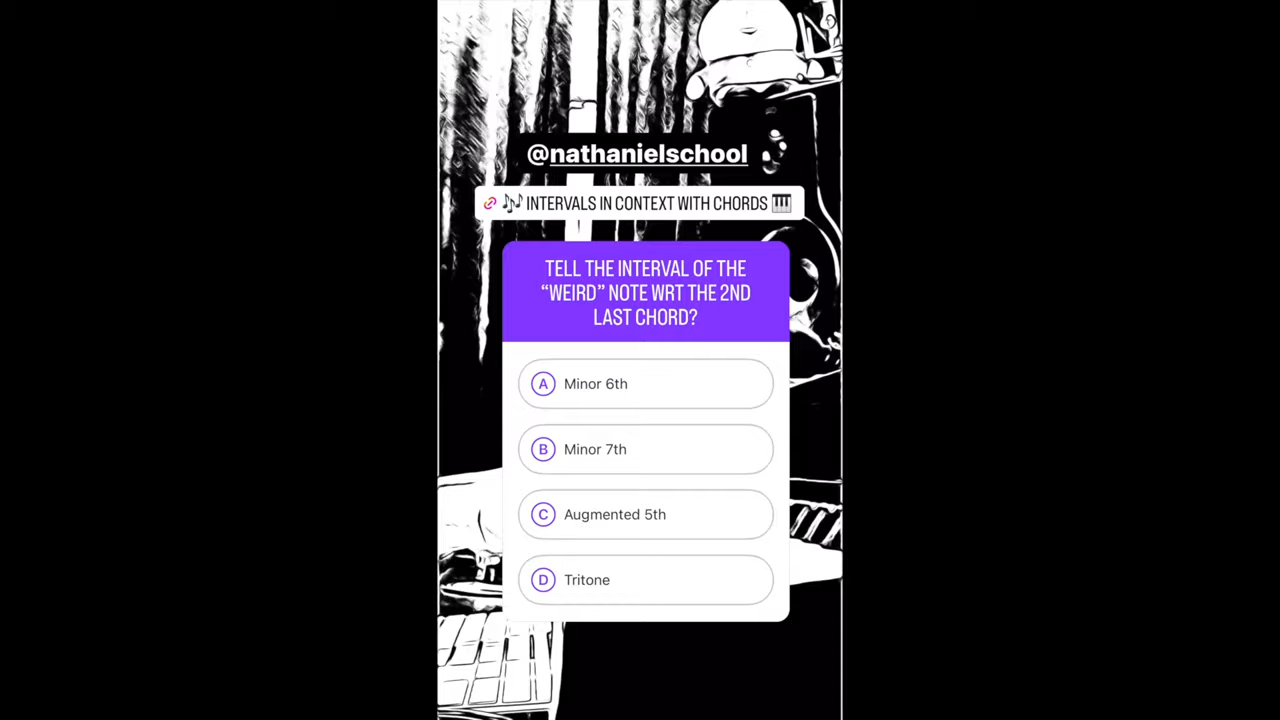 @nathanielschool
🎶 INTERVALS IN CONTEXT WITH CHORDS 🎹
TELL THE INTERVAL OF THE
“WEIRD” NOTE WRT THE 2ND
LAST CHORD?
A Minor 6th
B Minor 7th
C Augmented 5th
D Tritone